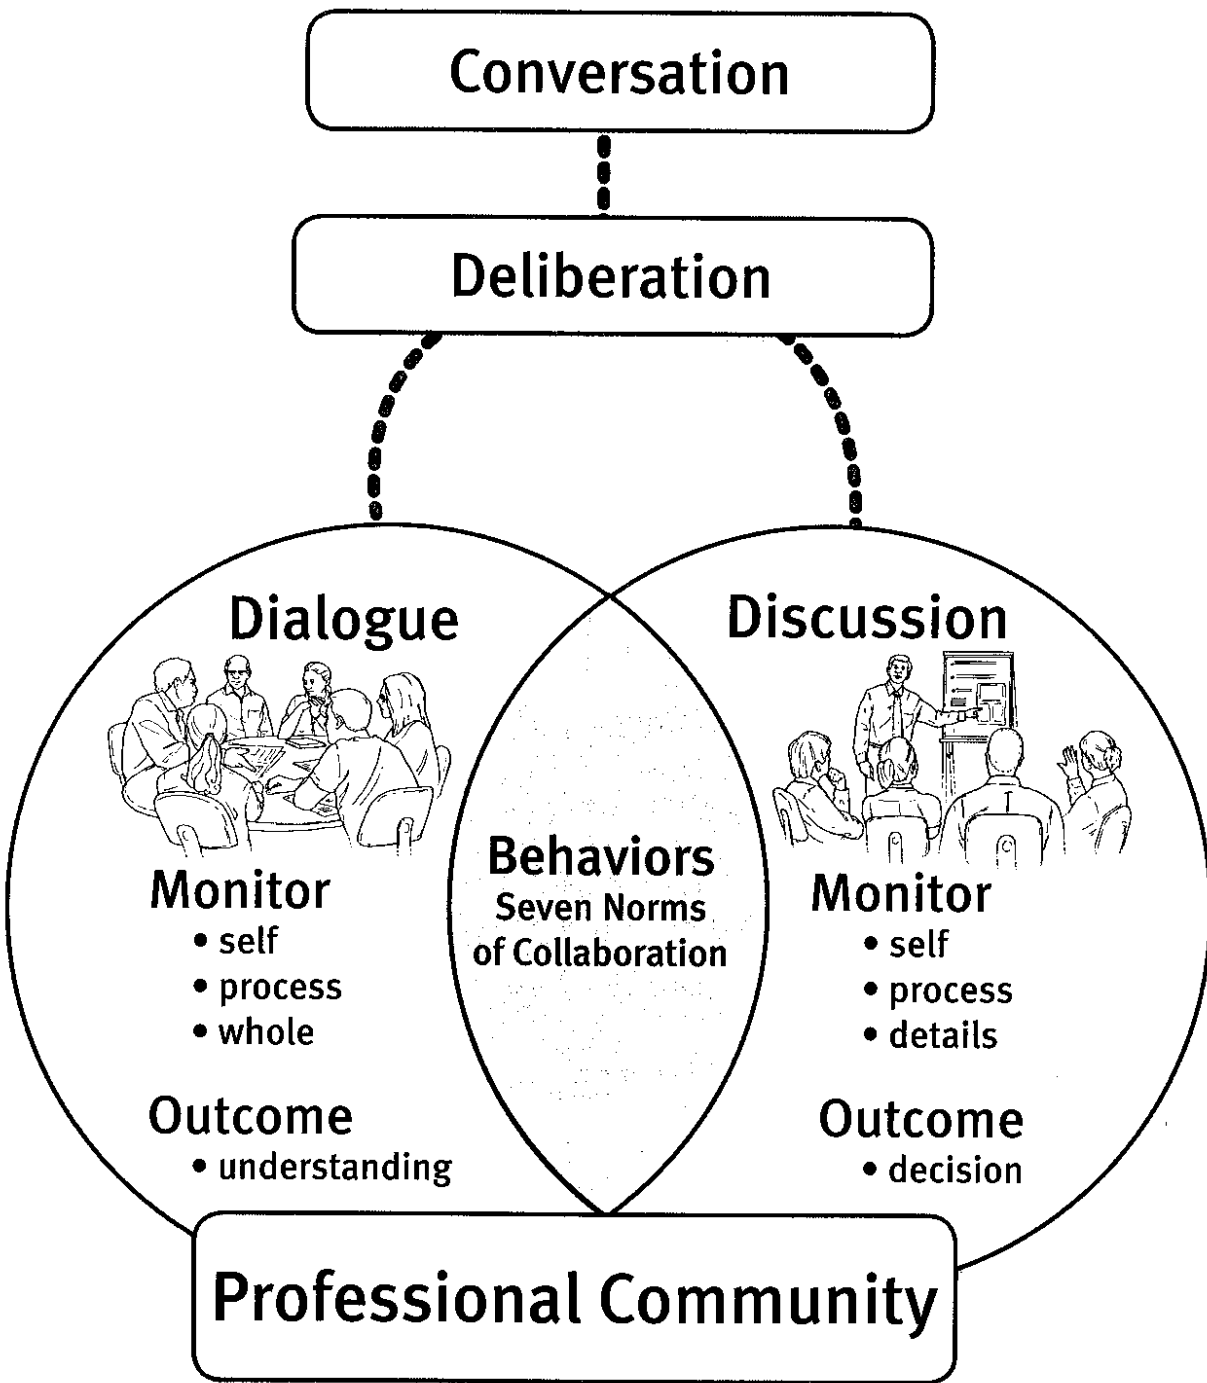 Conversation
Deliberation
Dialogue
Monitor
• self
• process
• whole
Outcome
• understanding
Behaviors
Seven Norms
of Collaboration
Discussion
Monitor
• self
• process
• details
Outcome
• decision
Professional Community